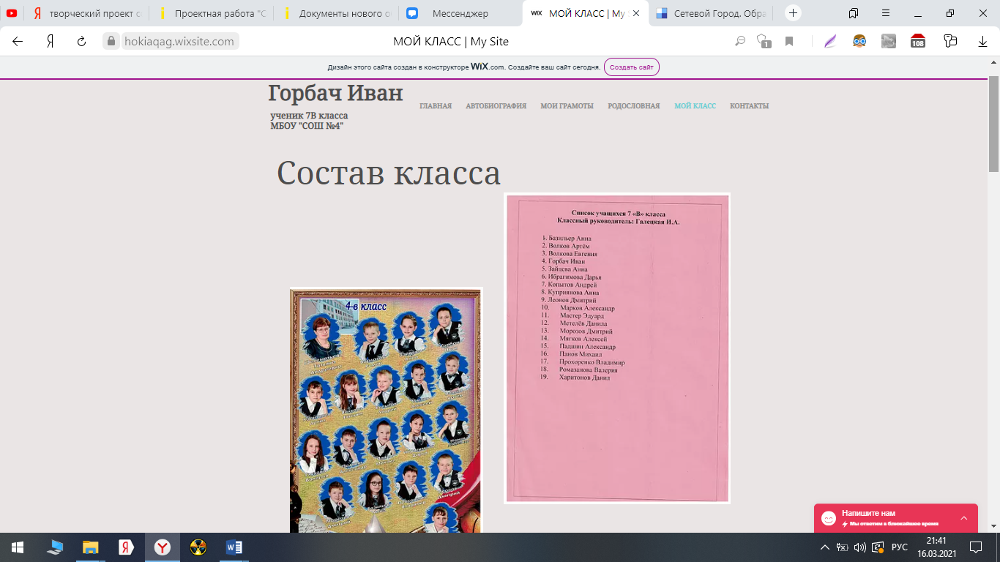 творческий проект с
Проектная работа "С
Документы нового о
Мессенджер
WIX МОЙ КЛАСС | My S
Сетевой Город. Обра
Я
hokiaqag.wixsite.com
МОЙ КЛАСС | My Site
1
108
Дизайн этого сайта создан в конструкторе WiX.com. Создайте ваш сайт сегодня. Создать сайт
Горбач Иван
ученик 7В класса
МБОУ "СОШ №4"
ГЛАВНАЯ АВТОБИОГРАФИЯ МОИ ГРАМОТЫ РОДОСЛОВНАЯ МОЙ КЛАСС КОНТАКТЫ
Состав класса
Список учащихся 7 «В» класса
Классный руководитель: Галецкая И.А.
1. Базильер Анна
2. Волков Артём
3. Волкова Евгения
4. Горбач Иван
5. Зайцева Анна
6. Ибрагимова Дарья
7. Копытов Андрей
8. Куприянова Анна
9. Леонов Дмитрий
10. Марков Александр
11. Мастер Эдуард
12. Метелёв Данила
13. Морозов Дмитрий
14. Мягков Алексей
15. Падшин Александр
16. Панов Михаил
17. Прохоренко Владимир
18. Ромазанова Валерия
19. Харитонов Данил
4-в класс
Напишите нам
Мы ответим в ближайшее время
РУС
21:41
16.03.2021